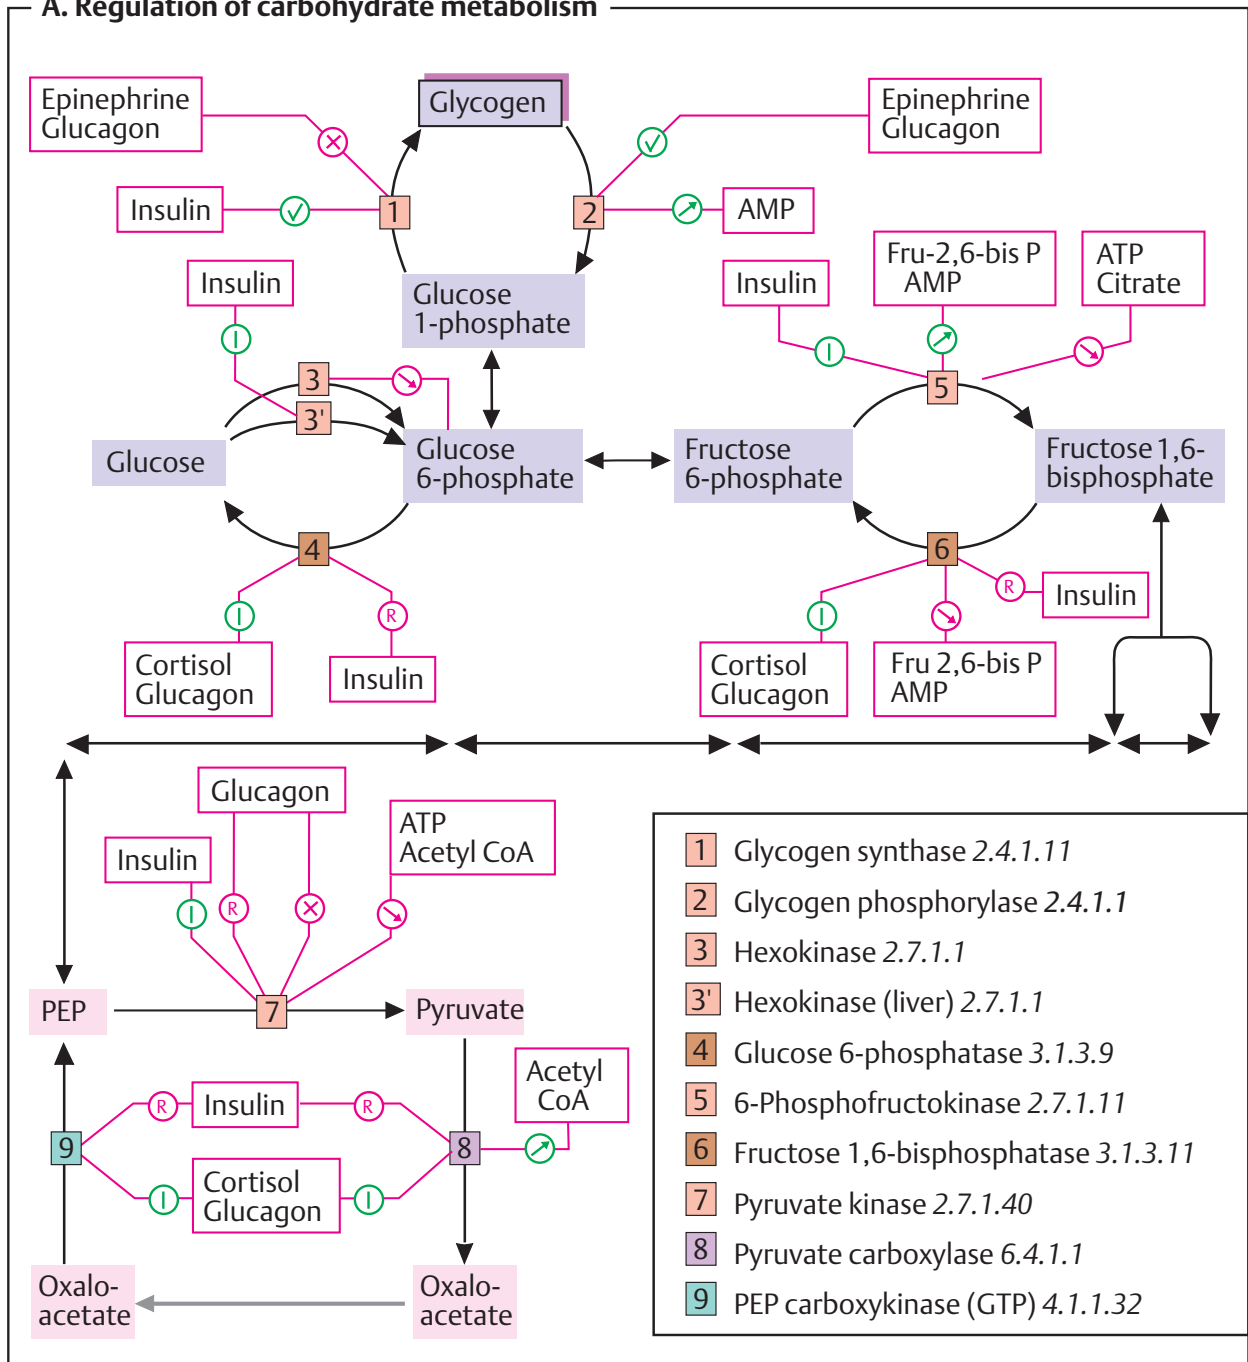 A. Regulation of carbohydrate metabolism
Epinephrine
Glucagon
Glycogen
Epinephrine
Glucagon
Insulin
1
2
AMP
Insulin
Glucose
1-phosphate
Insulin
Fru-2,6-bis P
AMP
ATP
Citrate
3
3'
5
Glucose
Glucose
6-phosphate
Fructose
6-phosphate
Fructose 1,6-
bisphosphate
4
6
I
R
I
R
Cortisol
Glucagon
Insulin
Cortisol
Glucagon
Fru 2,6-bis P
AMP
Insulin
I
I
Glucagon
Insulin
ATP
Acetyl CoA
I
R
PEP
7
Pyruvate
Acetyl
CoA
R
Insulin
R
9
8
I
Cortisol
Glucagon
I
Oxalo-
acetate
Oxalo-
acetate
1 Glycogen synthase 2.4.1.11
2 Glycogen phosphorylase 2.4.1.1
3 Hexokinase 2.7.1.1
3' Hexokinase (liver) 2.7.1.1
4 Glucose 6-phosphatase 3.1.3.9
5 6-Phosphofructokinase 2.7.1.11
6 Fructose 1,6-bisphosphatase 3.1.3.11
7 Pyruvate kinase 2.7.1.40
8 Pyruvate carboxylase 6.4.1.1
9 PEP carboxykinase (GTP) 4.1.1.32